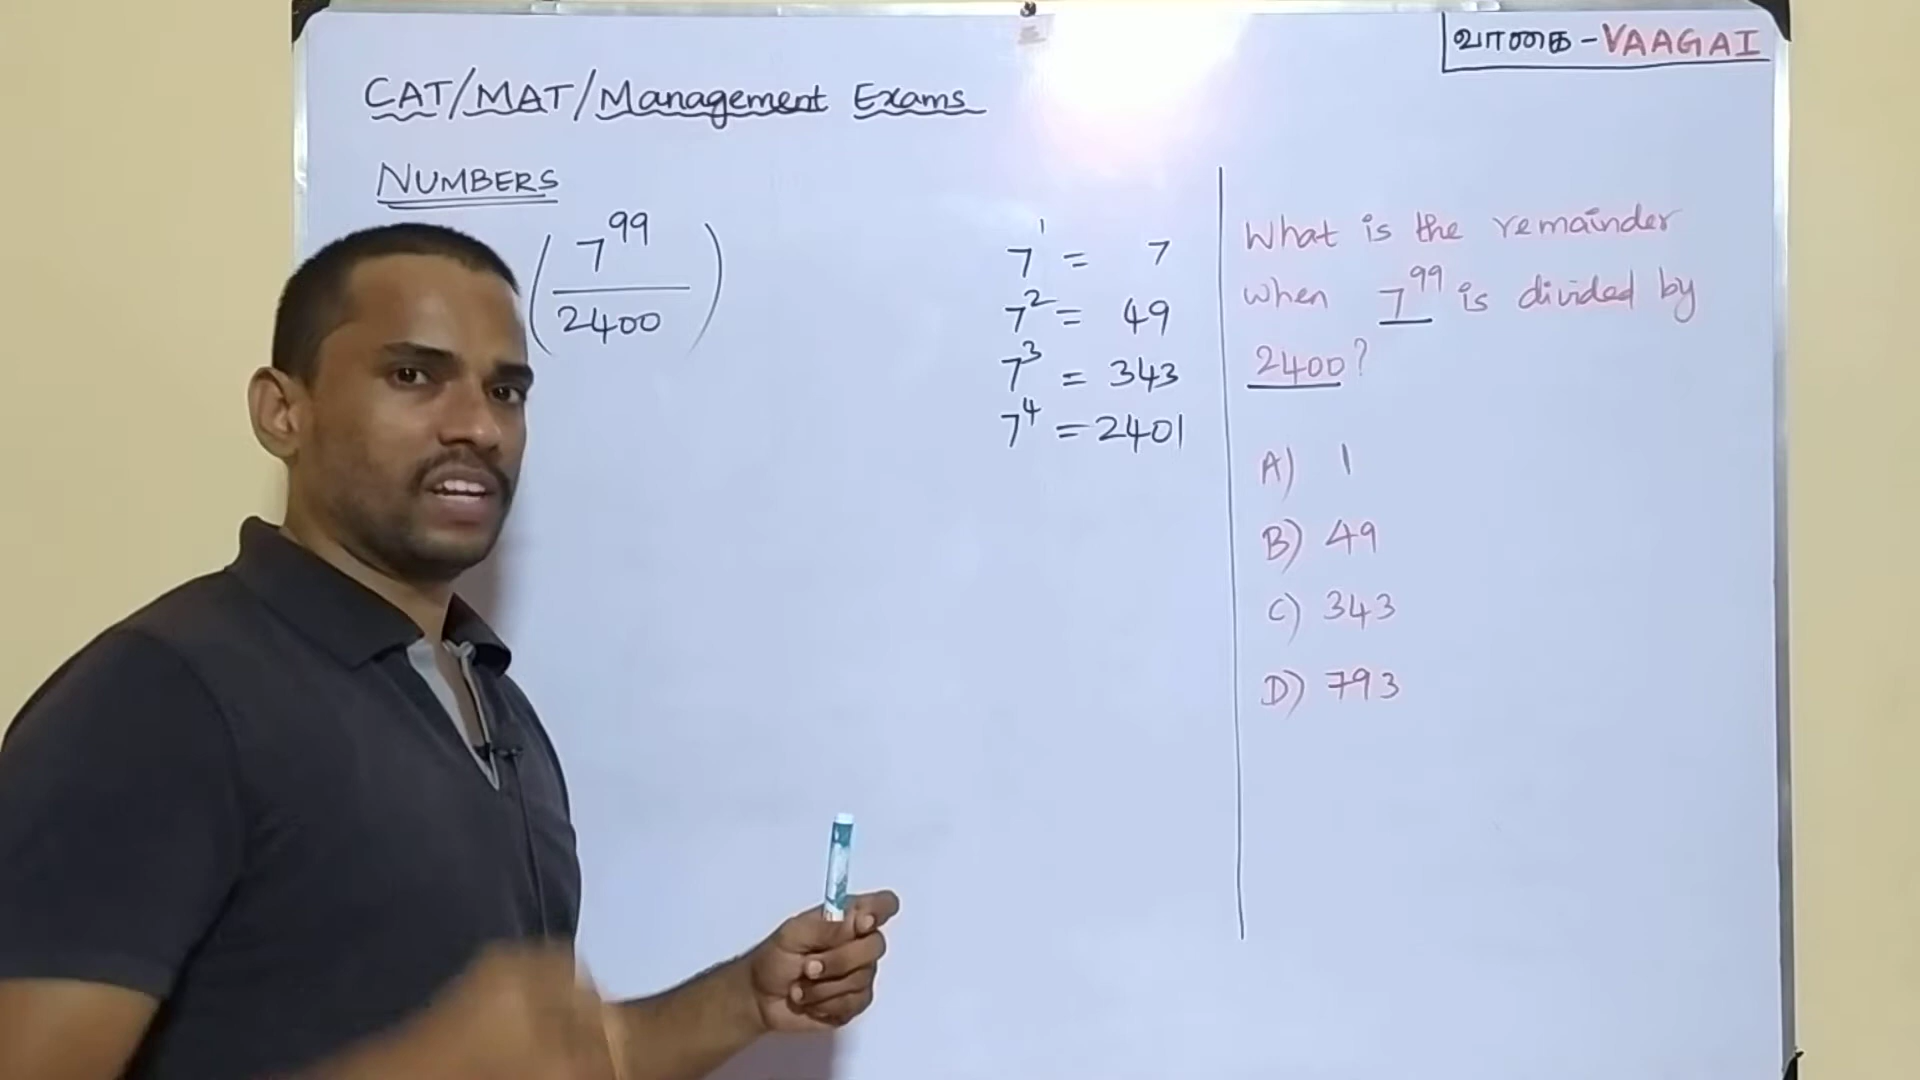 வாகை - VAAGAI
CAT/MAT/Management Exams
NUMBERS
7^99
2400
7^1 = 7
7^2 = 49
7^3 = 343
7^4 = 2401
What is the remainder
when 7^99 is divided by
2400?
A) 1
B) 49
C) 343
D) 793